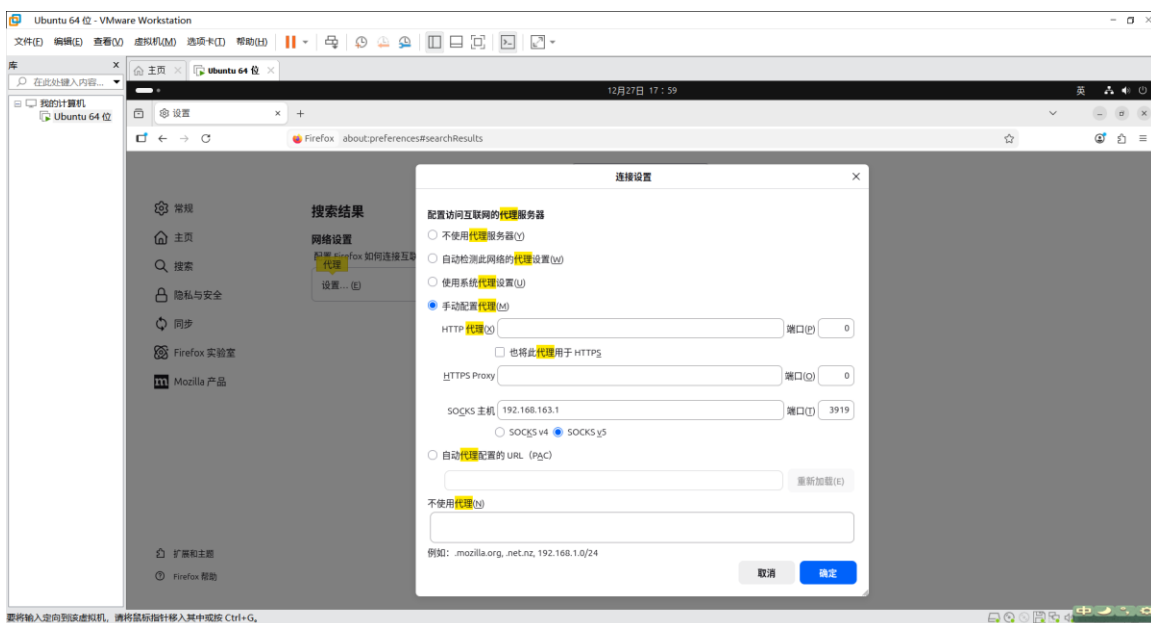 Ubuntu 64 位 - VMware Workstation
文件(F) 编辑(E) 查看(V) 虚拟机(M) 选项卡(T) 帮助(H)
库
在此处键入内容...
我的计算机
Ubuntu 64 位
主页
Ubuntu 64 位
12月27日 17：59
英
设置
Firefox about:preferences#searchResults
常规
主页
搜索
隐私与安全
同步
Firefox 实验室
Mozilla 产品
扩展和主题
Firefox 帮助
搜索结果
网络设置
配置 Firefox 如何连接互联
代理
设置... (E)
连接设置
配置访问互联网的代理服务器
不使用代理服务器(Y)
自动检测此网络的代理设置(W)
使用系统代理设置(U)
手动配置代理(M)
HTTP 代理(X) 端口(P) 0
也将此代理用于 HTTPS
HTTPS Proxy 端口(O) 0
SOCKS 主机 192.168.163.1 端口(T) 3919
SOCKS v4 SOCKS v5
自动代理配置的 URL（PAC）
重新加载(E)
不使用代理(N)
例如：.mozilla.org, .net.nz, 192.168.1.0/24
取消 确定
要将输入定向到该虚拟机，请将鼠标指针移入其中或按 Ctrl+G。
中